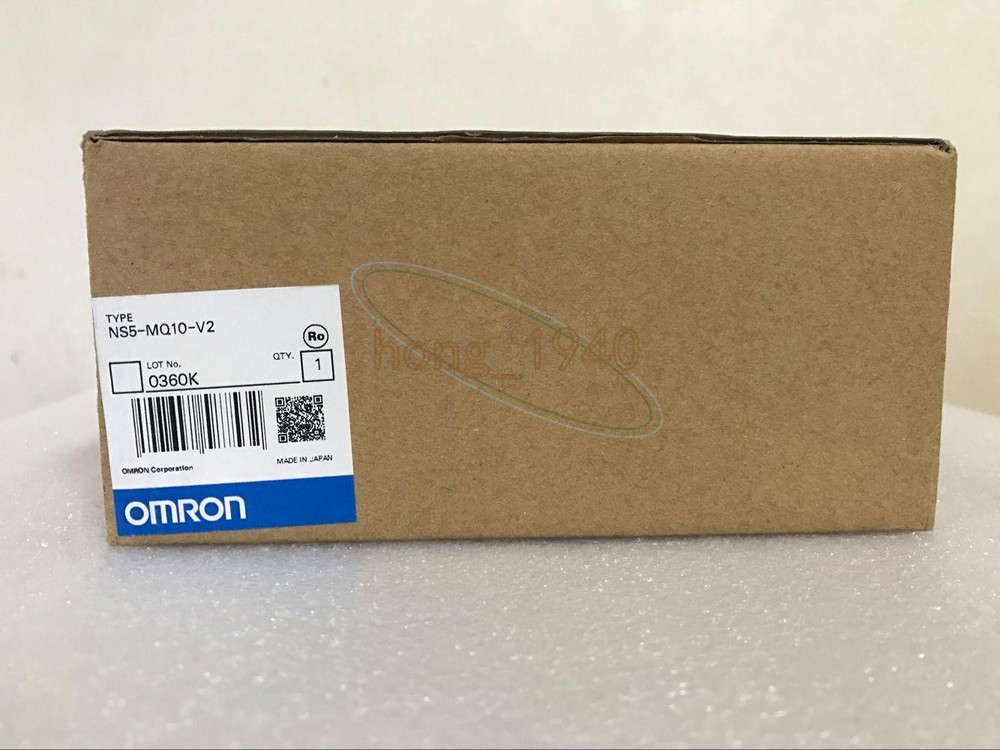 TYPE
NS5-MQ10-V2
Ro
LOT No.
0360K
QTY.
1
OMRON Corporation
MADE IN JAPAN
OMRON
hong_1940